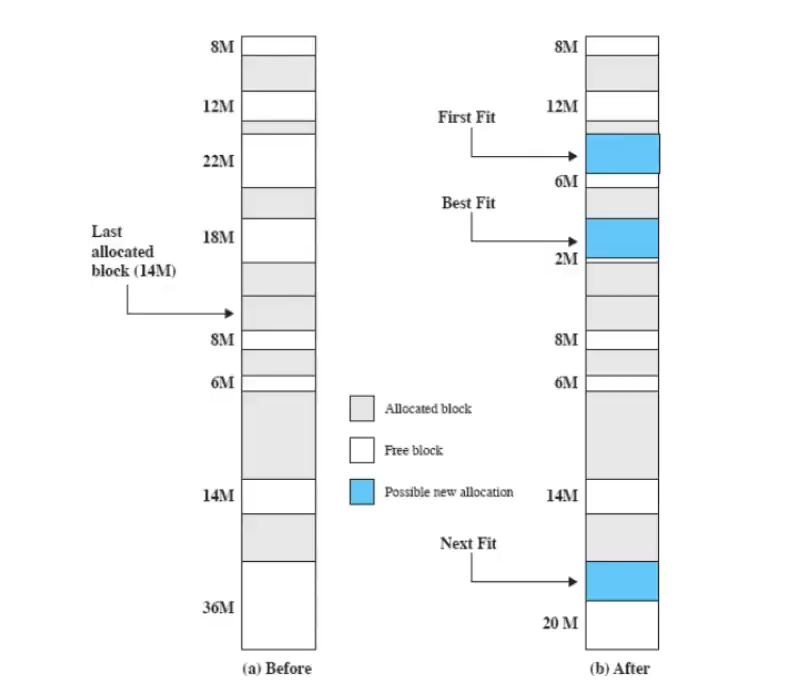 8M
12M
22M
18M
Last
allocated
block (14M)
8M
6M
14M
36M
(a) Before
Allocated block
Free block
Possible new allocation
8M
12M
First Fit
6M
Best Fit
2M
8M
6M
14M
Next Fit
20 M
(b) After